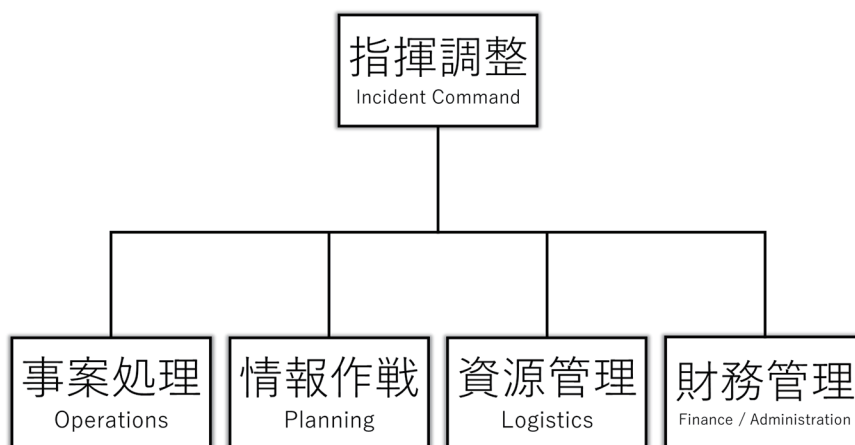 指揮調整
Incident Command
事案処理
Operations
情報作戦
Planning
資源管理
Logistics
財務管理
Finance / Administration